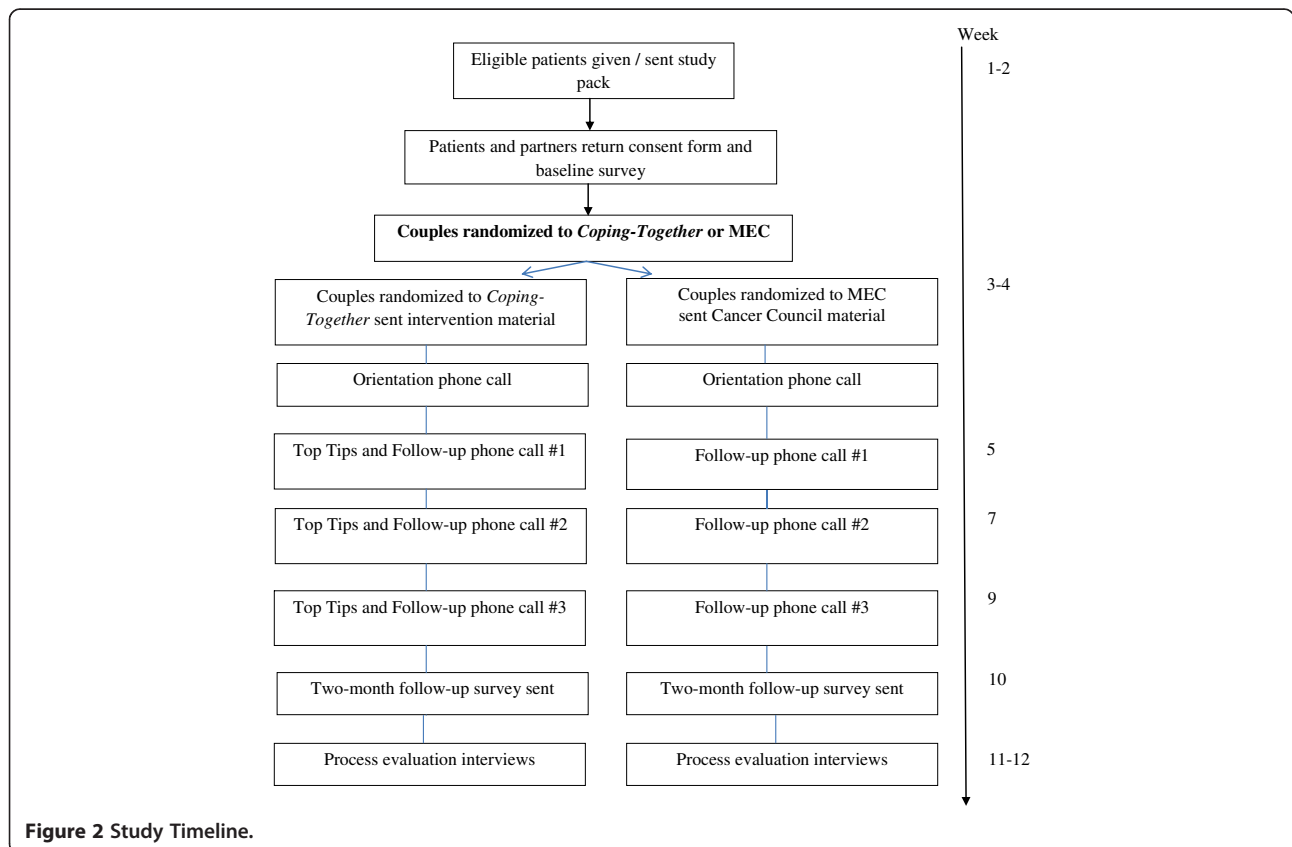 Week
Eligible patients given / sent study
pack
1-2
Patients and partners return consent form and
baseline survey
Couples randomized to Coping-Together or MEC
Couples randomized to Coping-
Together sent intervention material
Couples randomized to MEC
sent Cancer Council material
3-4
Orientation phone call
Orientation phone call
Top Tips and Follow-up phone call #1
Follow-up phone call #1
5
Top Tips and Follow-up phone call #2
Follow-up phone call #2
7
Top Tips and Follow-up phone call #3
Follow-up phone call #3
9
Two-month follow-up survey sent
Two-month follow-up survey sent
10
Process evaluation interviews
Process evaluation interviews
11-12
Figure 2 Study Timeline.